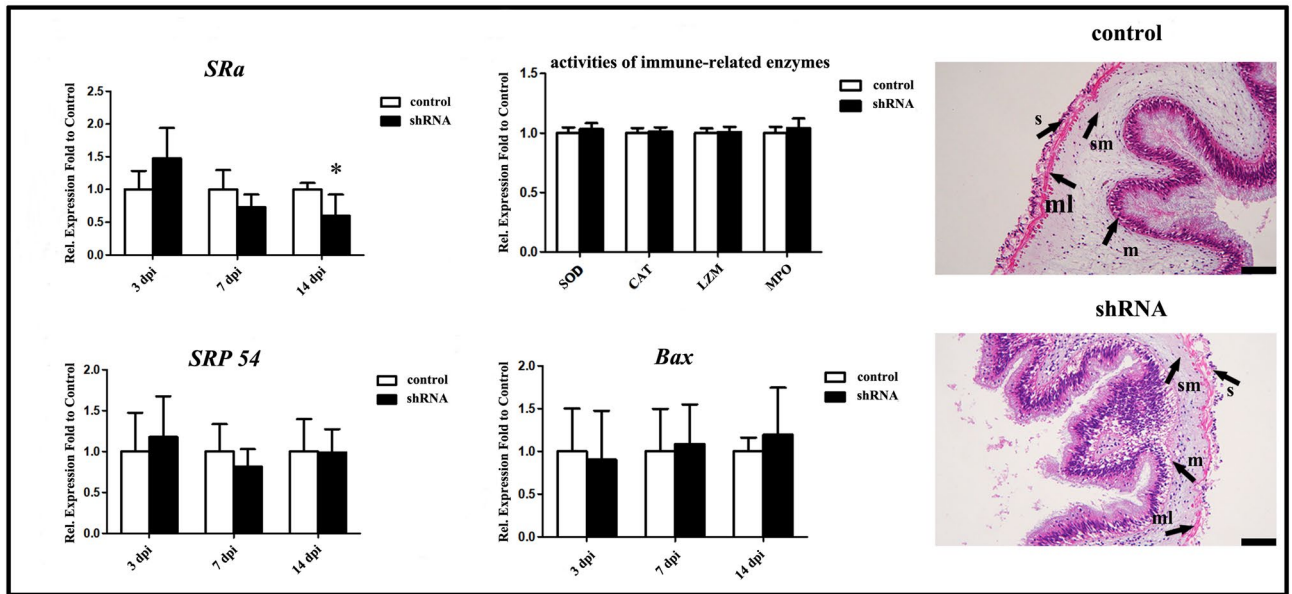 SRa
Rel. Expression Fold to Control
2.5
2.0
1.5
1.0
0.5
0.0
*
3 dpi
7 dpi
14 dpi
control
shRNA
activities of immune-related enzymes
Rel. Expression Fold to Control
1.5
1.0
0.5
0.0
SOD
CAT
LZM
MPO
control
shRNA
control
s
sm
ml
m
SRP 54
Rel. Expression Fold to Control
2.0
1.5
1.0
0.5
0.0
3 dpi
7 dpi
14 dpi
control
shRNA
Bax
Rel. Expression Fold to Control
2.0
1.5
1.0
0.5
0.0
3 dpi
7 dpi
14 dpi
control
shRNA
shRNA
sm
s
m
ml